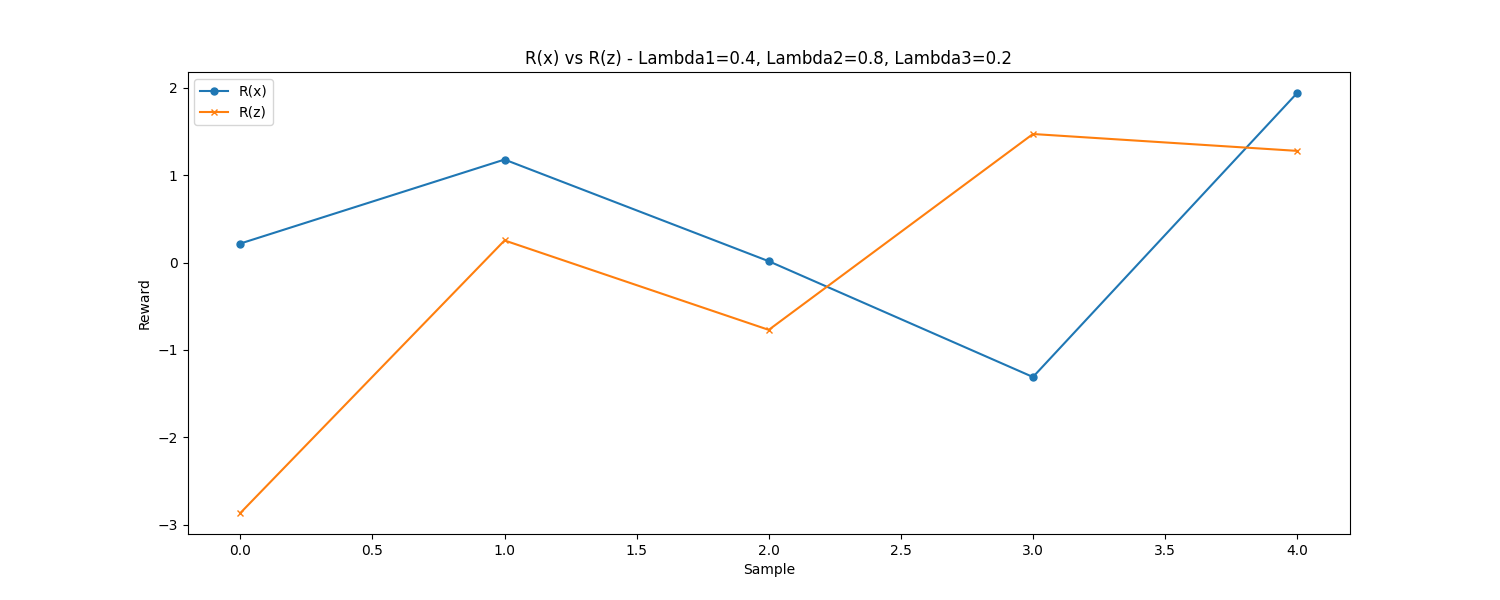 R(x) vs R(z) - Lambda1=0.4, Lambda2=0.8, Lambda3=0.2
R(x)
R(z)
2
1
0
−1
−2
−3
Reward
0.0 0.5 1.0 1.5 2.0 2.5 3.0 3.5 4.0
Sample